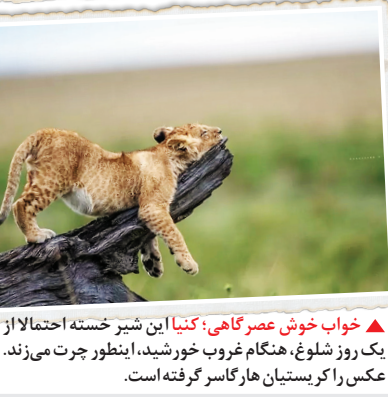 خواب خوش عصرگاهی؛ کنیا این شیر خسته احتمالا از
یک روز شلوغ، هنگام غروب خورشید، اینطور چرت می‌زند.
عکس را کریستیان هارگاسر گرفته است.